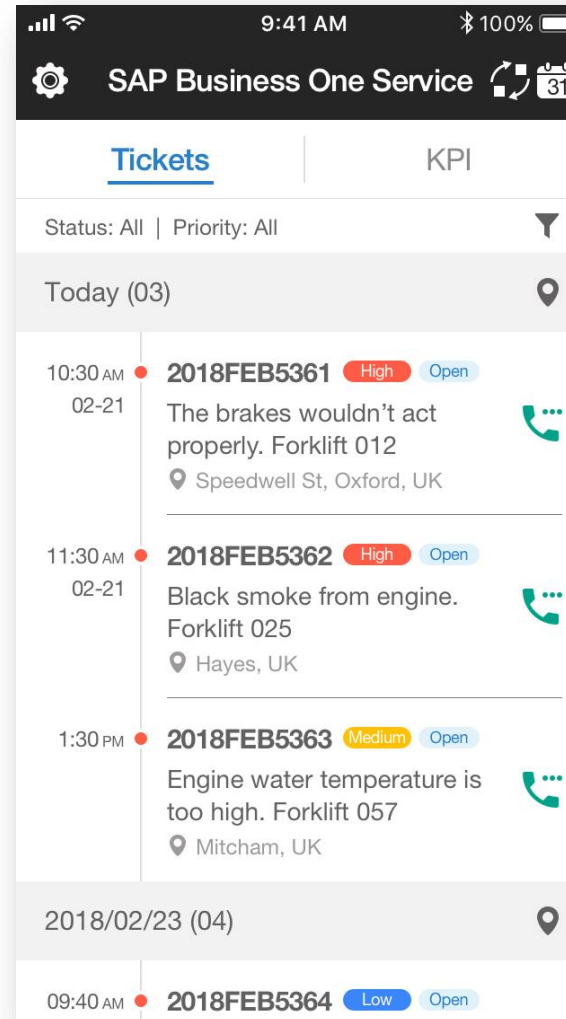 9:41 AM 100%
SAP Business One Service 31
Tickets KPI
Status: All | Priority: All
Today (03)
10:30 AM 2018FEB5361 High Open
02-21 The brakes wouldn’t act
properly. Forklift 012
Speedwell St, Oxford, UK
11:30 AM 2018FEB5362 High Open
02-21 Black smoke from engine.
Forklift 025
Hayes, UK
1:30 PM 2018FEB5363 Medium Open
Engine water temperature is
too high. Forklift 057
Mitcham, UK
2018/02/23 (04)
09:40 AM 2018FEB5364 Low Open